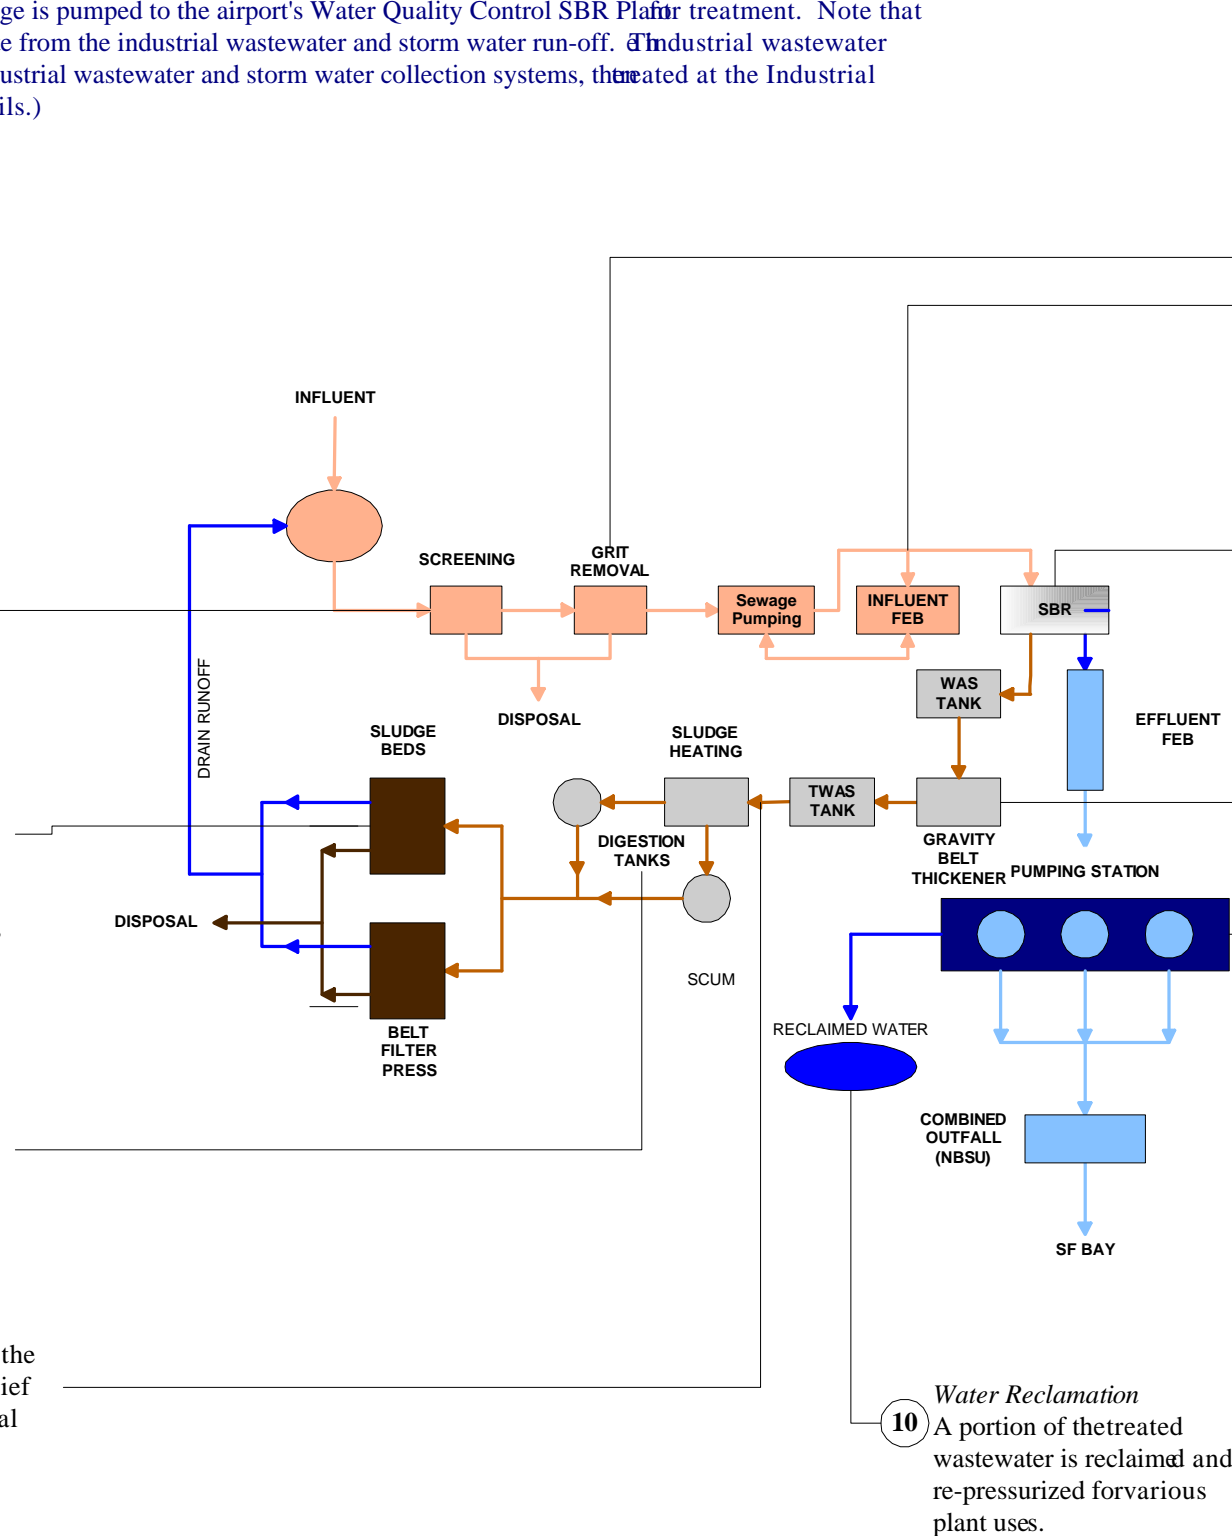 ge is pumped to the airport's Water Quality Control SBR Plant for treatment. Note that
e from the industrial wastewater and storm water run-off. The industrial wastewater
ustrial wastewater and storm water collection systems, then treated at the Industrial
ils.)
INFLUENT
SCREENING
GRIT
REMOVAL
Sewage
Pumping
INFLUENT
FEB
SBR
DRAIN RUNOFF
DISPOSAL
WAS
TANK
EFFLUENT
FEB
SLUDGE
BEDS
SLUDGE
HEATING
TWAS
TANK
DIGESTION
TANKS
GRAVITY
BELT
THICKENER
PUMPING STATION
DISPOSAL
SCUM
RECLAIMED WATER
BELT
FILTER
PRESS
COMBINED
OUTFALL
(NBSU)
SF BAY
the
ief
al
10
Water Reclamation
A portion of thetreated
wastewater is reclaimed and
re-pressurized forvarious
plant uses.